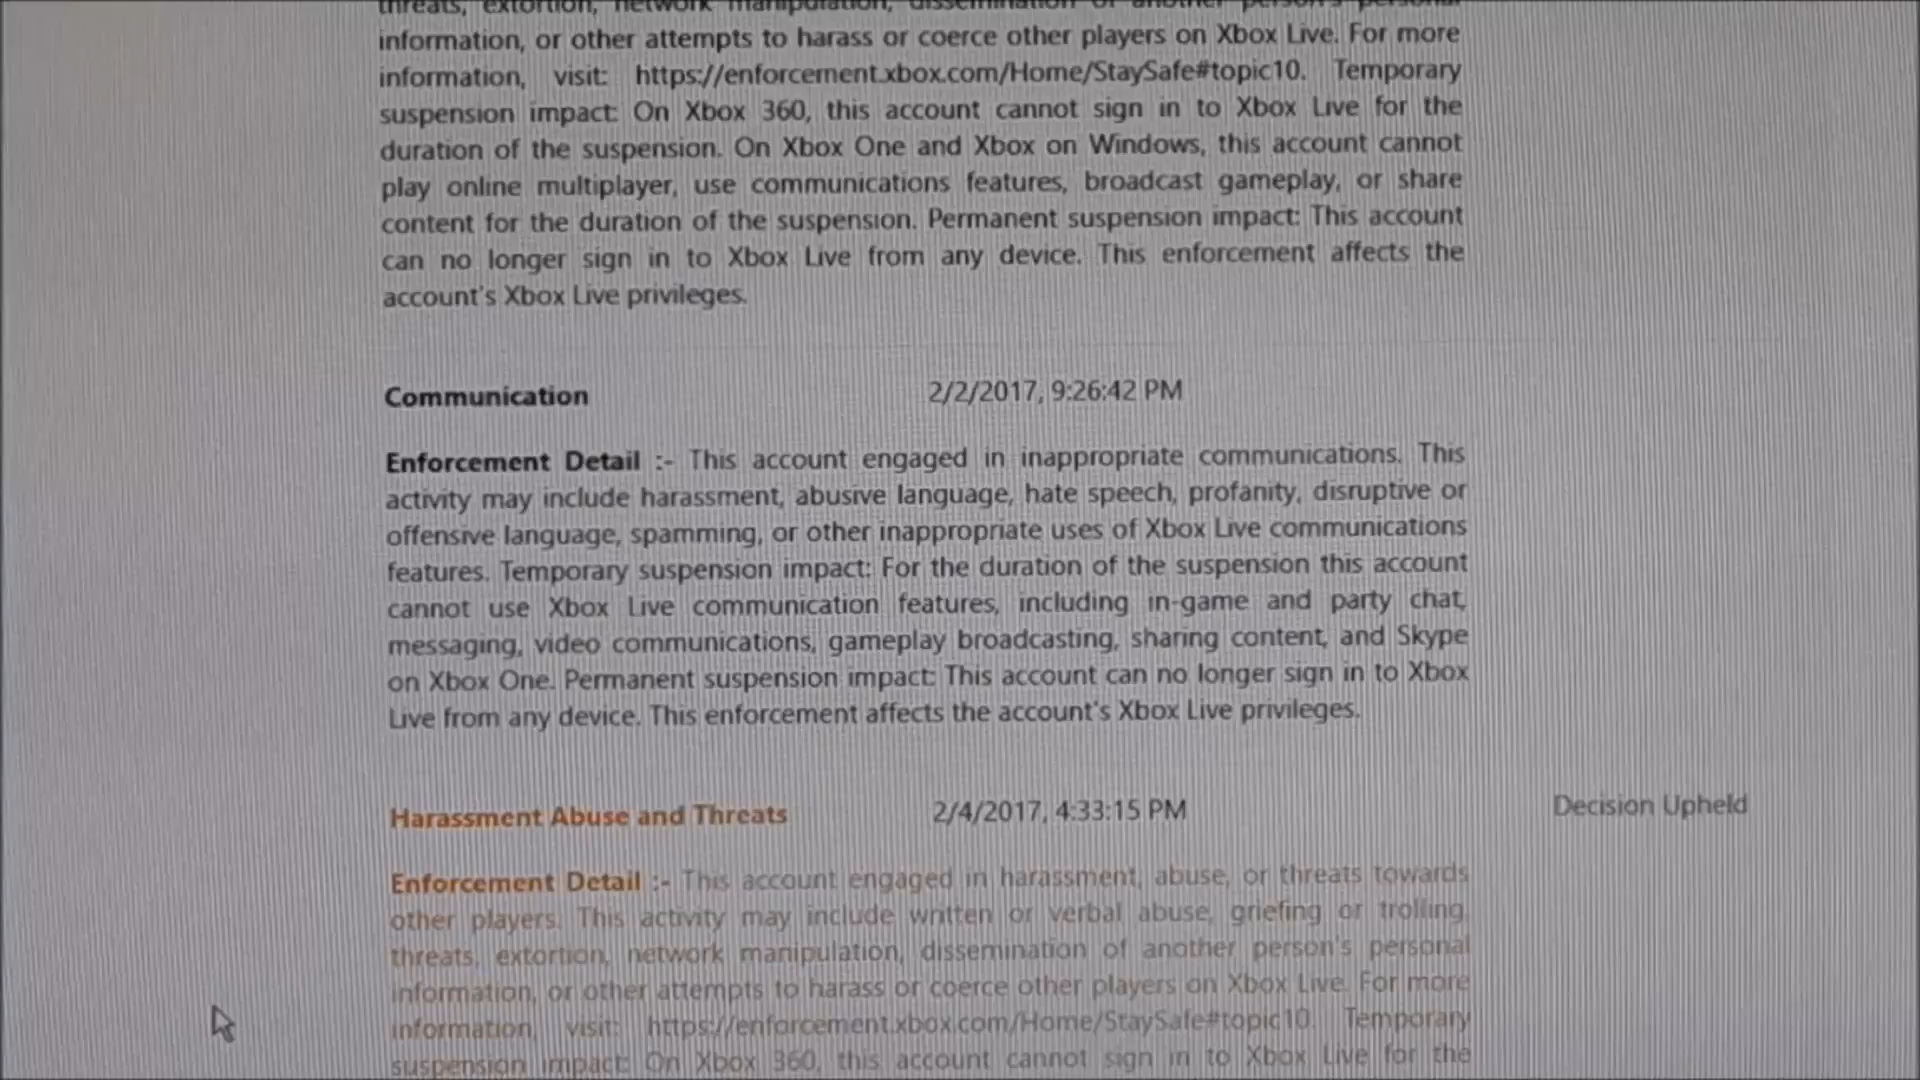 threats, extortion, network manipulation, dissemination of another person's personal
information, or other attempts to harass or coerce other players on Xbox Live. For more
information, visit: https://enforcement.xbox.com/Home/StaySafe#topic10. Temporary
suspension impact: On Xbox 360, this account cannot sign in to Xbox Live for the
duration of the suspension. On Xbox One and Xbox on Windows, this account cannot
play online multiplayer, use communications features, broadcast gameplay, or share
content for the duration of the suspension. Permanent suspension impact: This account
can no longer sign in to Xbox Live from any device. This enforcement affects the
account's Xbox Live privileges.
Communication 2/2/2017, 9:26:42 PM
Enforcement Detail :- This account engaged in inappropriate communications. This
activity may include harassment, abusive language, hate speech, profanity, disruptive or
offensive language, spamming, or other inappropriate uses of Xbox Live communications
features. Temporary suspension impact: For the duration of the suspension this account
cannot use Xbox Live communication features, including in-game and party chat,
messaging, video communications, gameplay broadcasting, sharing content, and Skype
on Xbox One. Permanent suspension impact: This account can no longer sign in to Xbox
Live from any device. This enforcement affects the account's Xbox Live privileges.
Harassment Abuse and Threats 2/4/2017, 4:33:15 PM Decision Upheld
Enforcement Detail :- This account engaged in harassment, abuse, or threats towards
other players. This activity may include written or verbal abuse, griefing or trolling,
threats, extortion, network manipulation, dissemination of another person's personal
information, or other attempts to harass or coerce other players on Xbox Live. For more
information, visit: https://enforcement.xbox.com/Home/StaySafe#topic10. Temporary
suspension impact: On Xbox 360, this account cannot sign in to Xbox Live for the